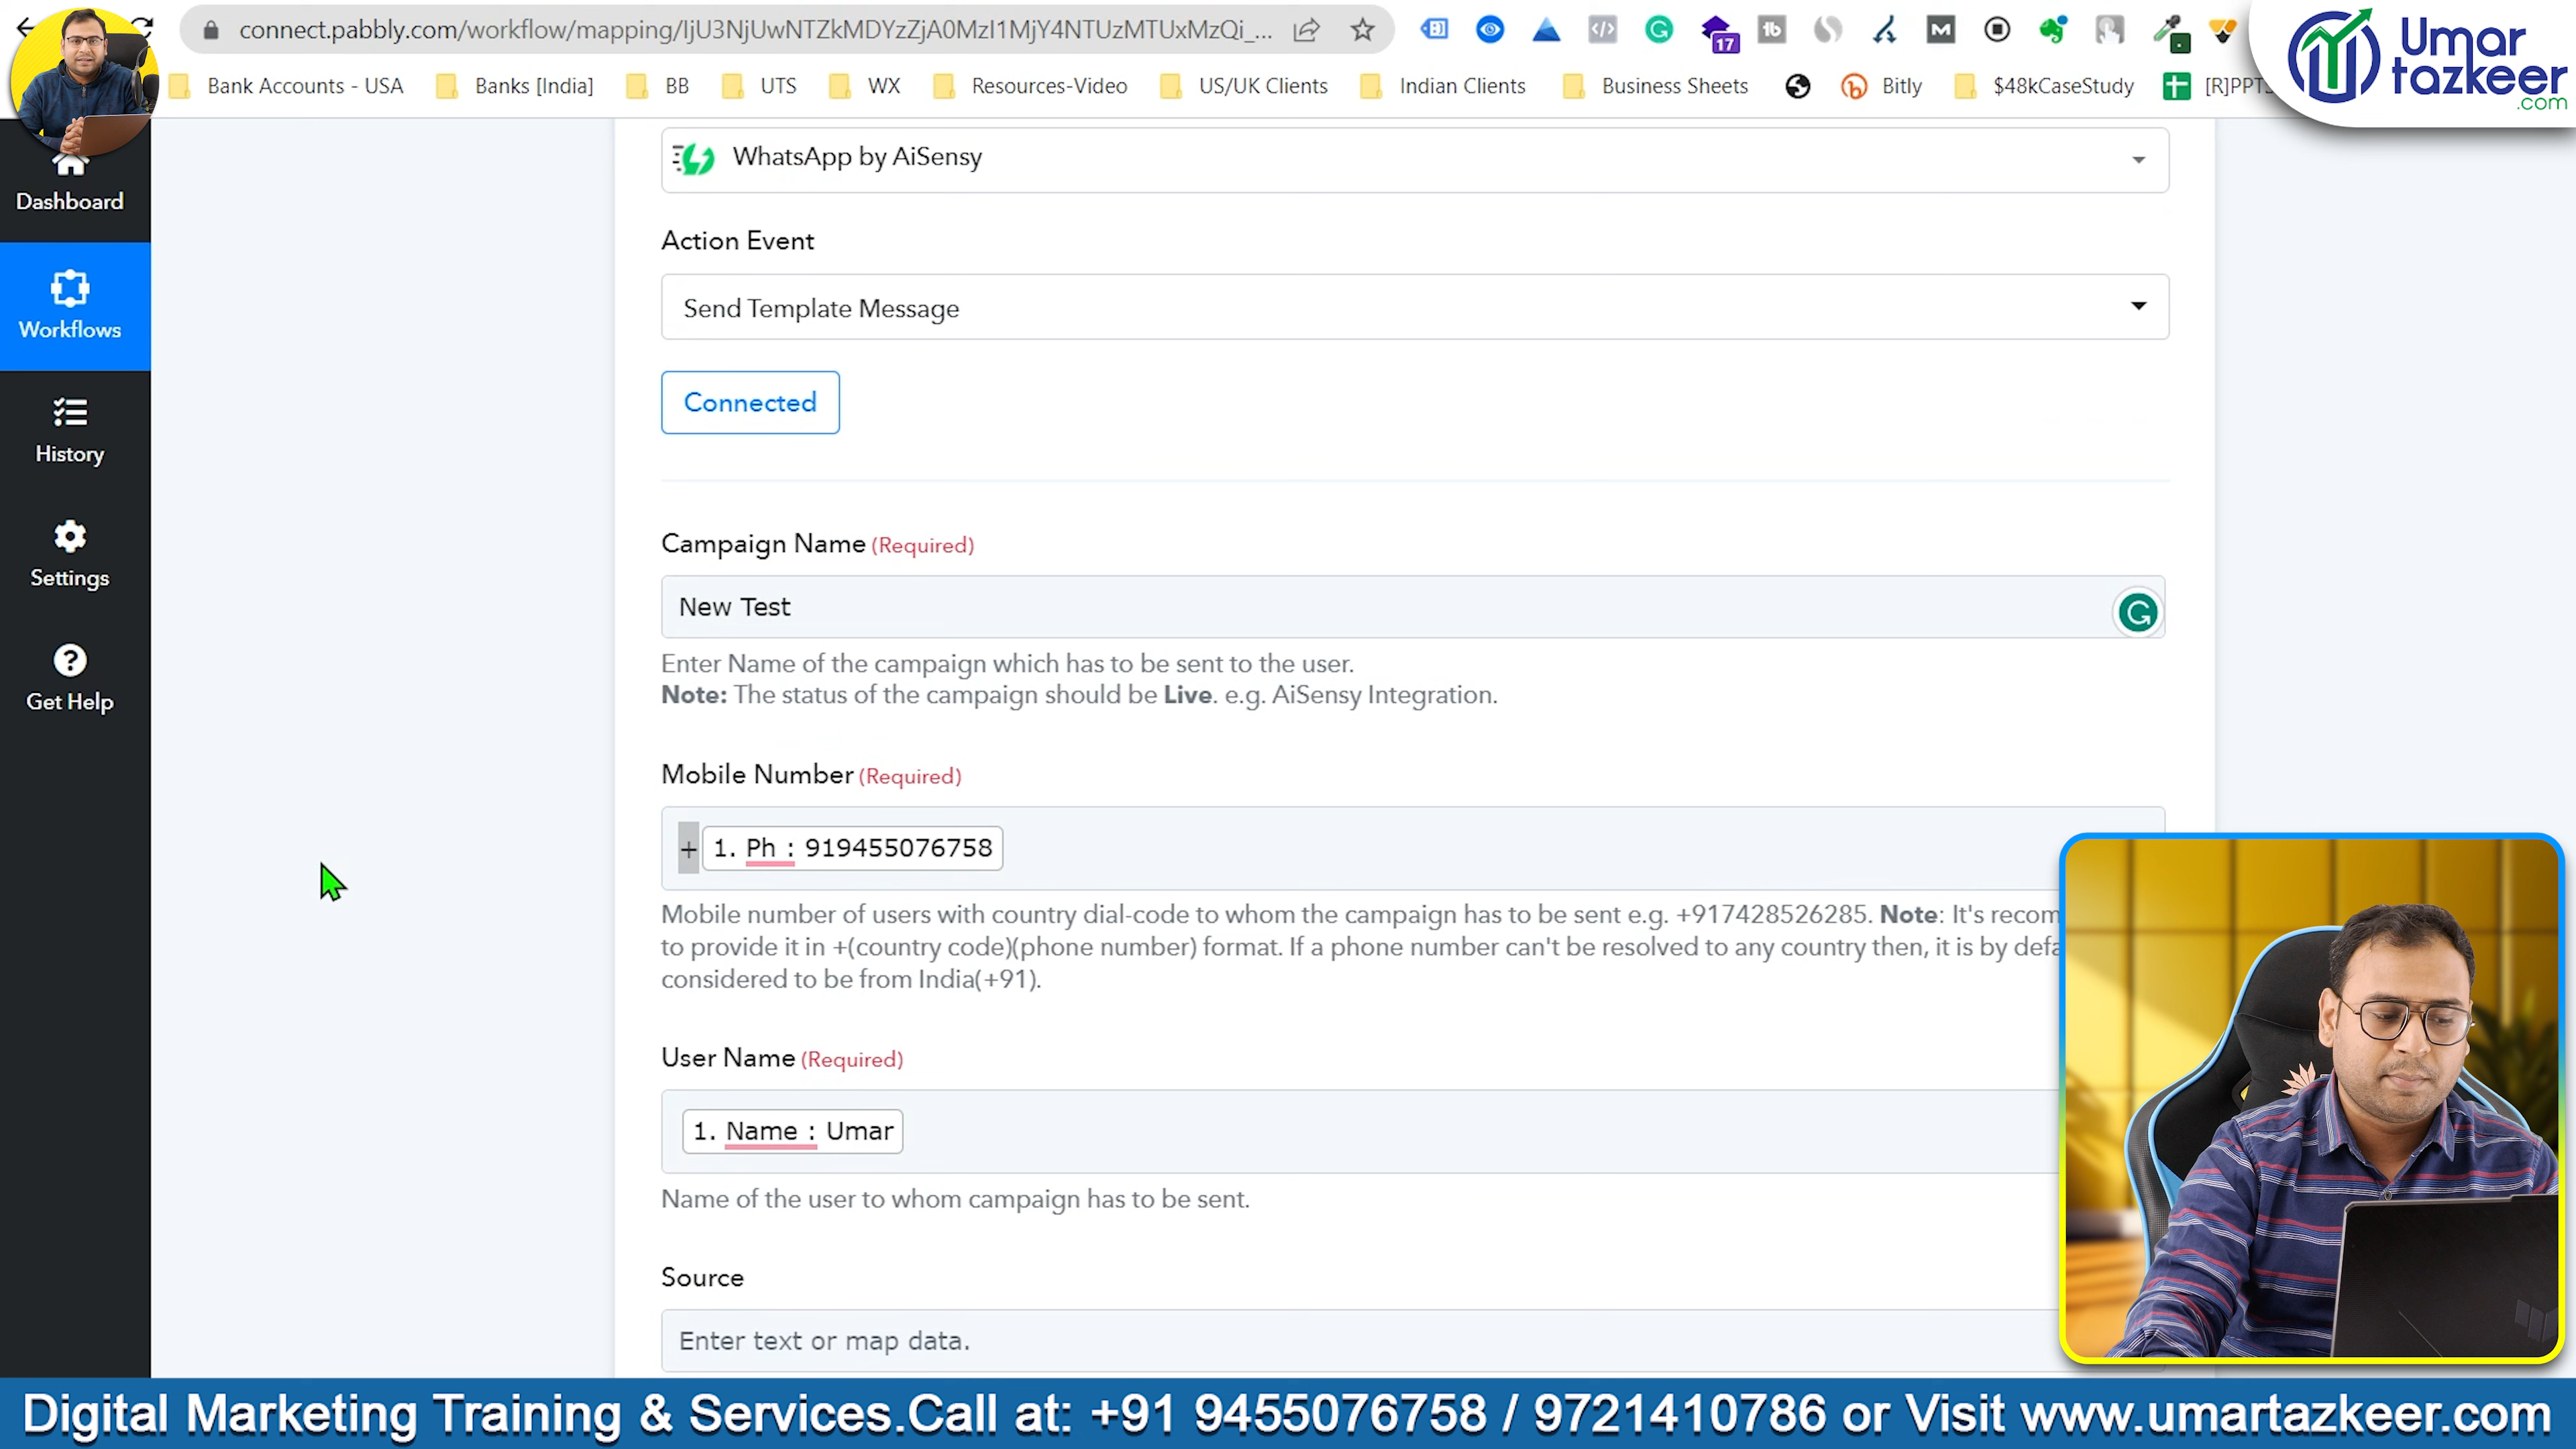 connect.pabbly.com/workflow/mapping/IjU3NjUwNTZkMDYzZjA0MzI1MjY4NTUzMTUxMzQi_...
17
Umar
tazkeer
.com
Bank Accounts - USA
Banks [India]
BB
UTS
WX
Resources-Video
US/UK Clients
Indian Clients
Business Sheets
Bitly
$48kCaseStudy
Dashboard
Workflows
History
Settings
Get Help
WhatsApp by AiSensy
Action Event
Send Template Message
Connected
Campaign Name (Required)
New Test
Enter Name of the campaign which has to be sent to the user.
Note: The status of the campaign should be Live. e.g. AiSensy Integration.
Mobile Number (Required)
+ 1. Ph : 919455076758
Mobile number of users with country dial-code to whom the campaign has to be sent e.g. +917428526285. Note: It's recom
to provide it in +(country code)(phone number) format. If a phone number can't be resolved to any country then, it is by defa
considered to be from India(+91).
User Name (Required)
1. Name : Umar
Name of the user to whom campaign has to be sent.
Source
Enter text or map data.
Digital Marketing Training & Services.Call at: +91 9455076758 / 9721410786 or Visit www.umartazkeer.com